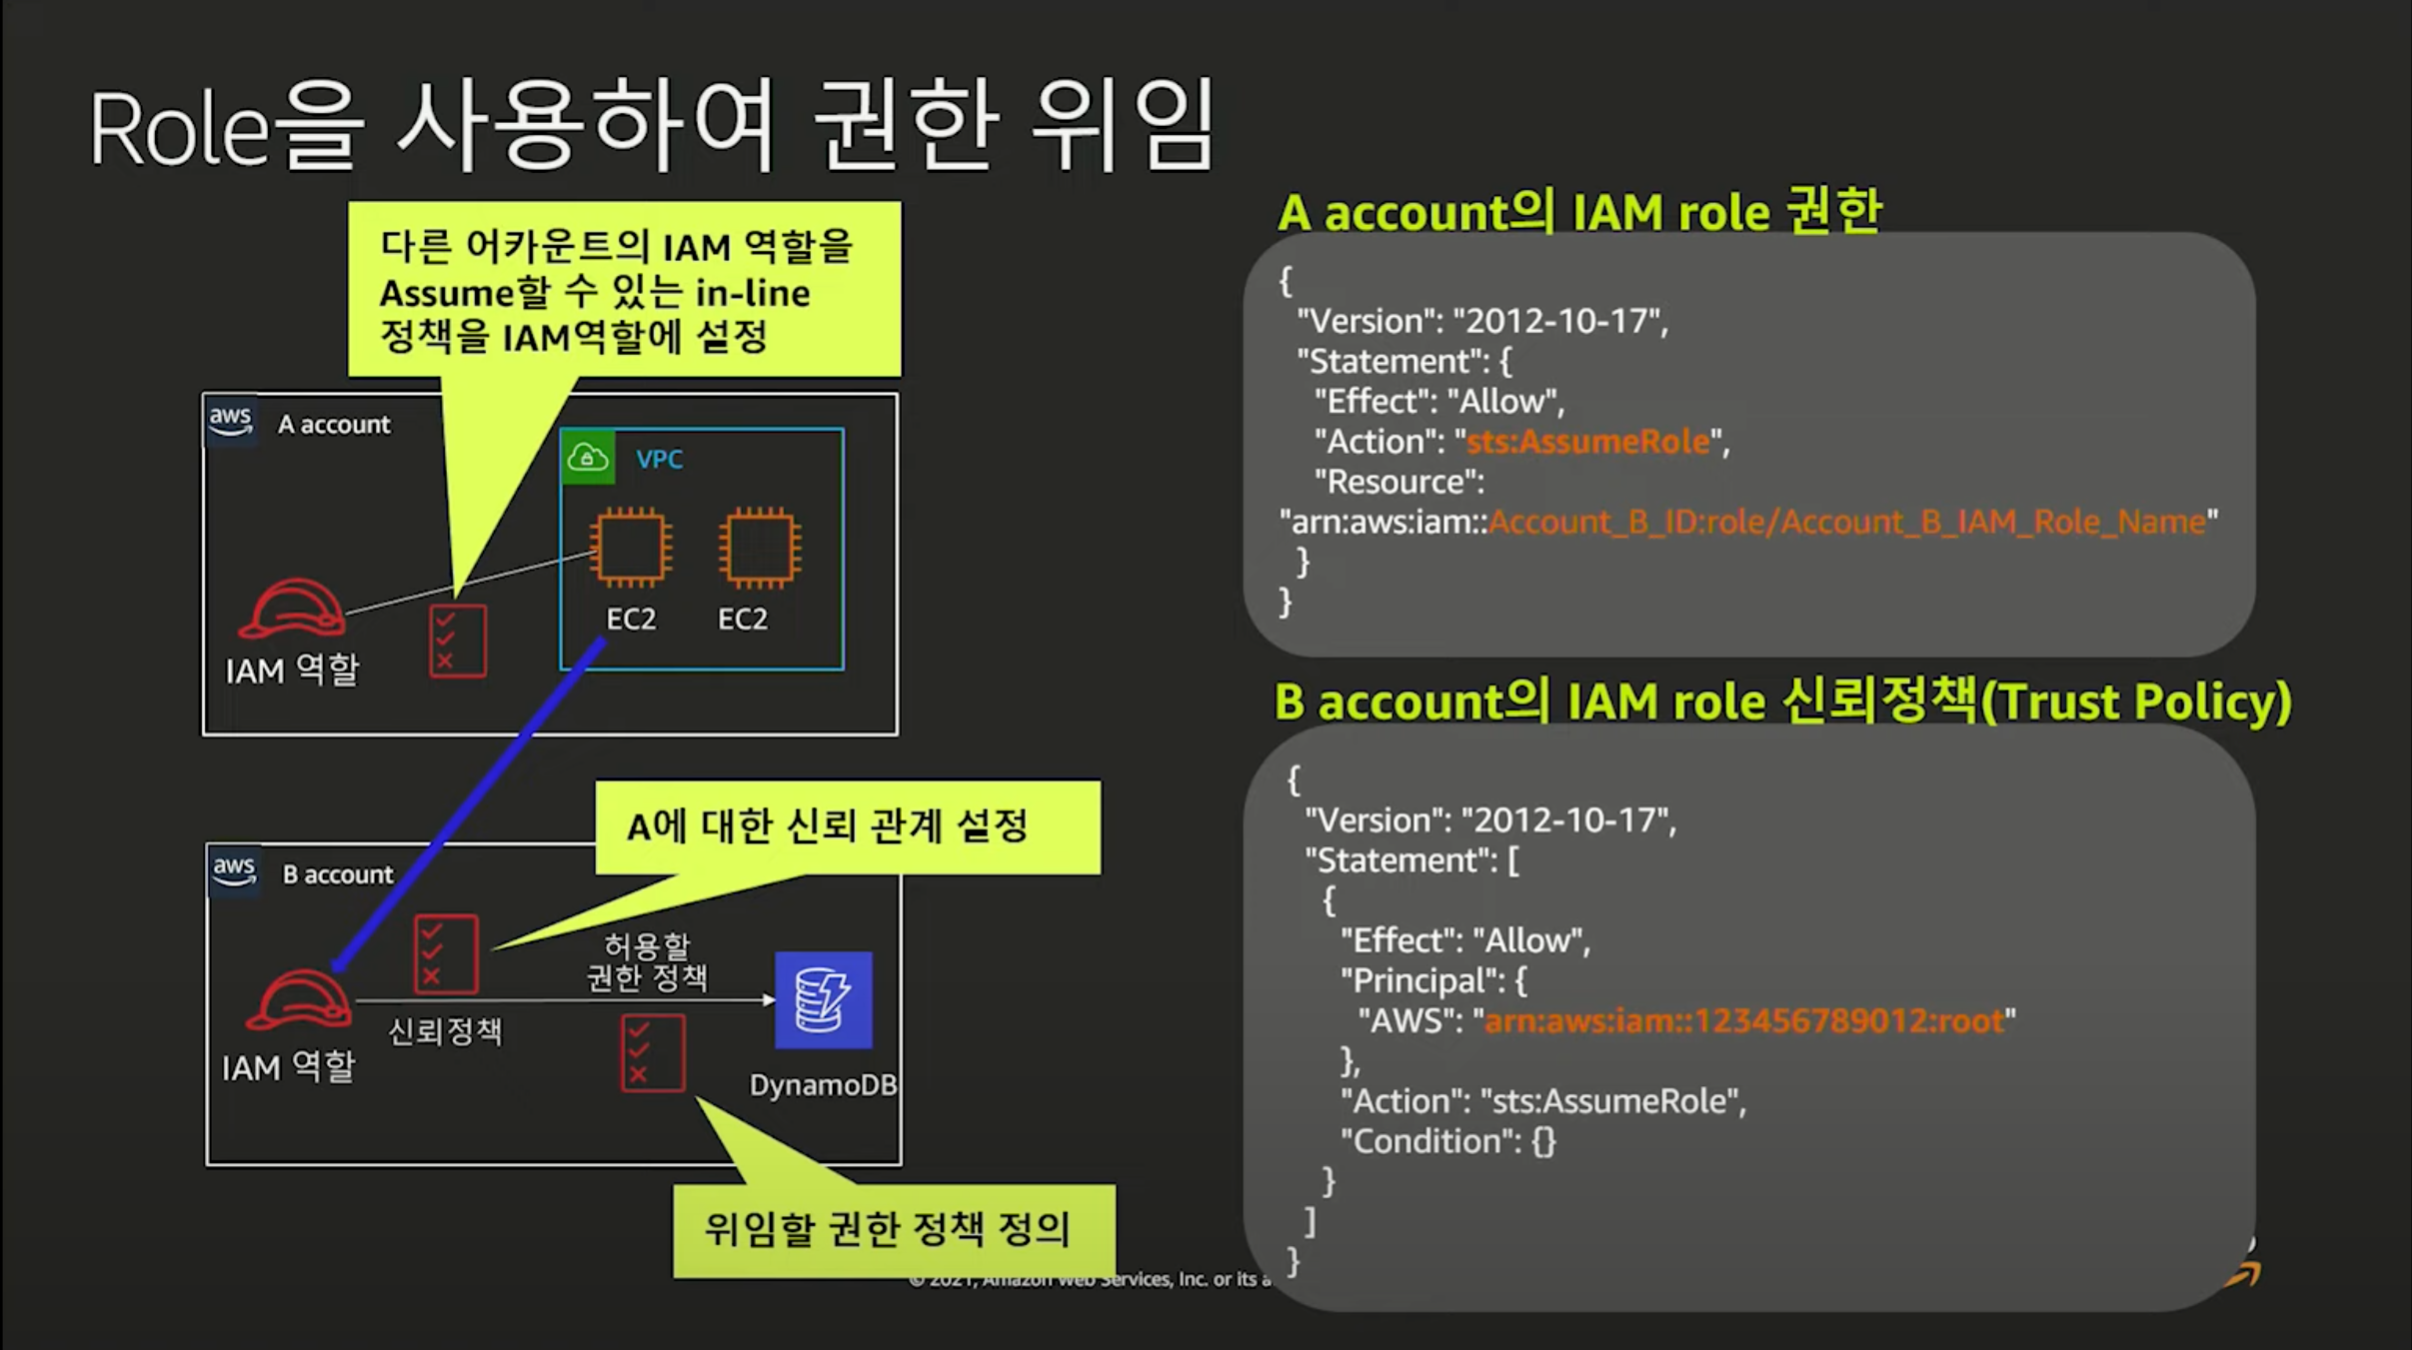 Role을 사용하여 권한 위임
다른 어카운트의 IAM 역할을
Assume할 수 있는 in-line
정책을 IAM역할에 설정
aws
A account
VPC
EC2
EC2
IAM 역할
aws
B account
A에 대한 신뢰 관계 설정
허용할
권한 정책
신뢰정책
IAM 역할
DynamoDB
위임할 권한 정책 정의
A account의 IAM role 권한
{
"Version": "2012-10-17",
"Statement": {
"Effect": "Allow",
"Action": "sts:AssumeRole",
"Resource":
"arn:aws:iam::Account_B_ID:role/Account_B_IAM_Role_Name"
}
}
B account의 IAM role 신뢰정책(Trust Policy)
{
"Version": "2012-10-17",
"Statement": [
{
"Effect": "Allow",
"Principal": {
"AWS": "arn:aws:iam::123456789012:root"
},
"Action": "sts:AssumeRole",
"Condition": {}
}
]
}
© 2021, Amazon Web Services, Inc. or its